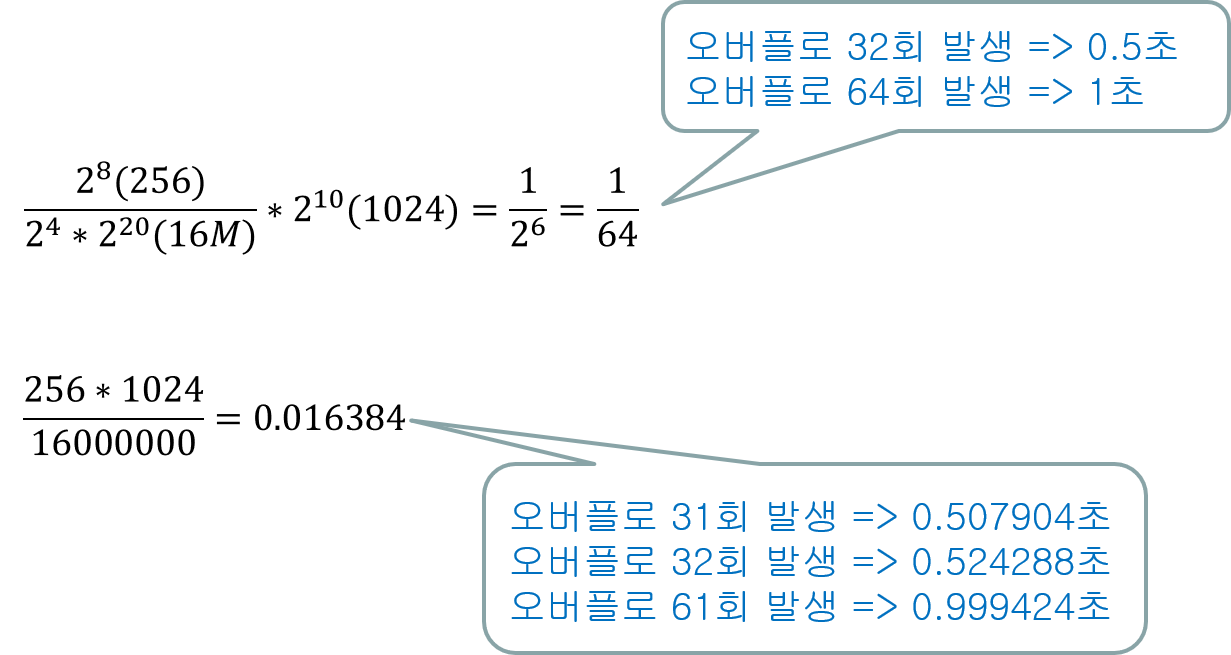 오버플로 32회 발생 => 0.5초
오버플로 64회 발생 => 1초
2^8(256) / 2^4 * 2^20(16M) * 2^10(1024) = 1/2^6 = 1/64
256 * 1024 / 16000000 = 0.016384
오버플로 31회 발생 => 0.507904초
오버플로 32회 발생 => 0.524288초
오버플로 61회 발생 => 0.999424초